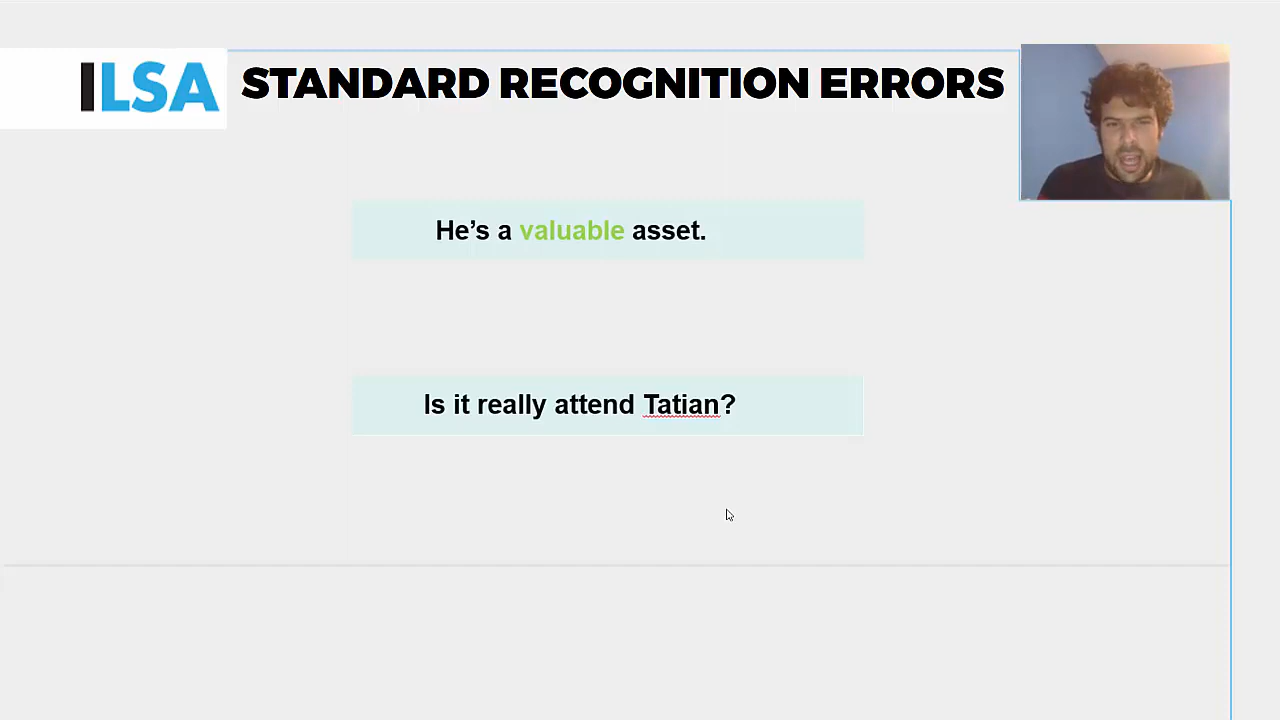 ILSA
STANDARD RECOGNITION ERRORS
He’s a valuable asset.
Is it really attend Tatian?